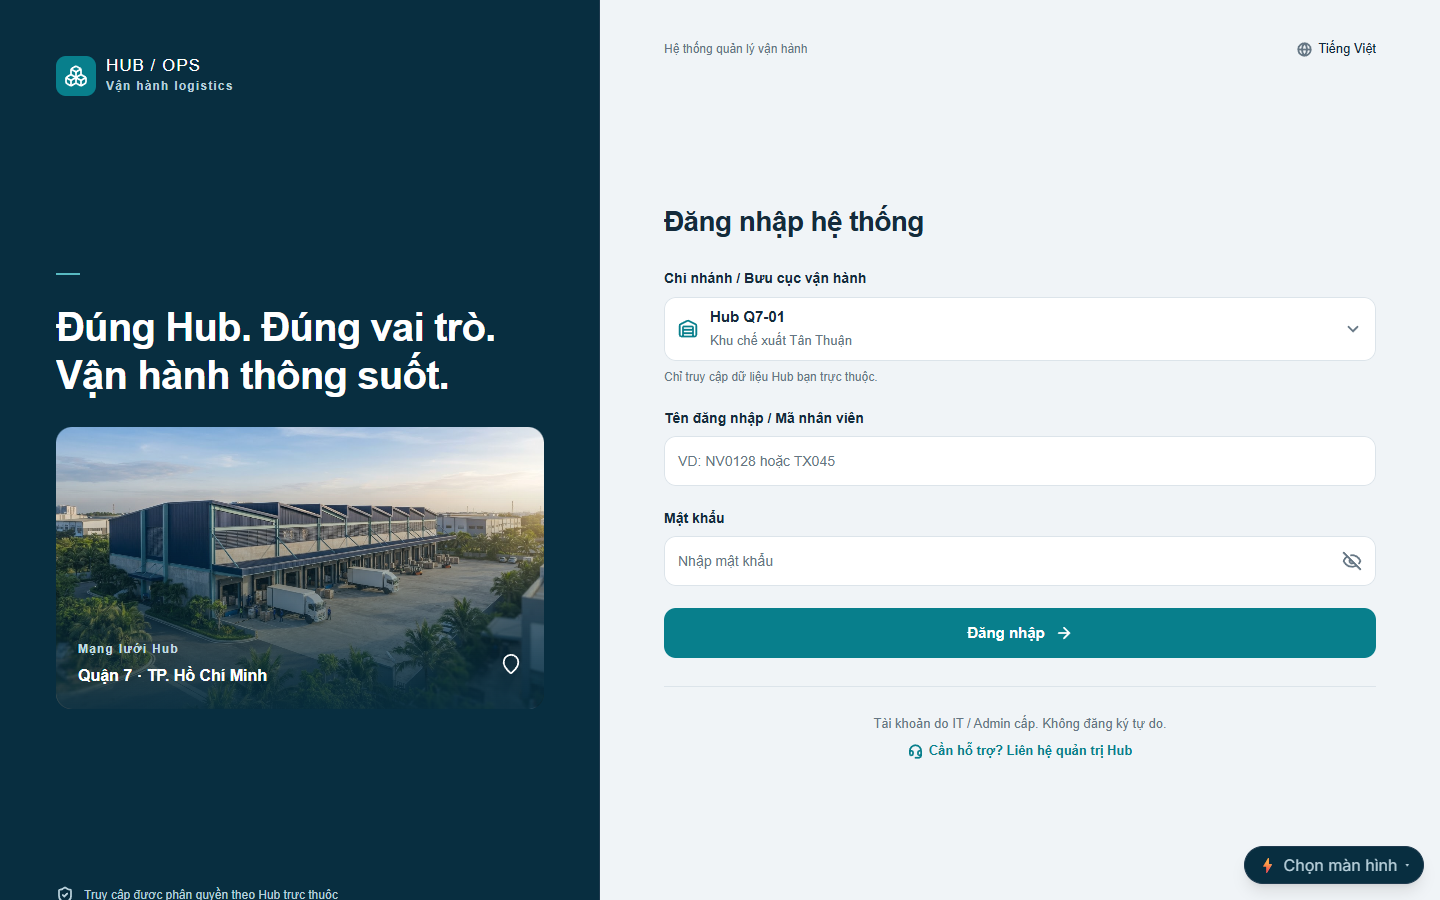 HUB / OPS
Vận hành logistics
Đúng Hub. Đúng vai trò.
Vận hành thông suốt.
Mạng lưới Hub
Quận 7 · TP. Hồ Chí Minh
Truy cập được phân quyền theo Hub trực thuộc
Hệ thống quản lý vận hành
Tiếng Việt
Đăng nhập hệ thống
Chi nhánh / Bưu cục vận hành
Hub Q7-01
Khu chế xuất Tân Thuận
Chỉ truy cập dữ liệu Hub bạn trực thuộc.
Tên đăng nhập / Mã nhân viên
VD: NV0128 hoặc TX045
Mật khẩu
Nhập mật khẩu
Đăng nhập
Tài khoản do IT / Admin cấp. Không đăng ký tự do.
Cần hỗ trợ? Liên hệ quản trị Hub
Chọn màn hình